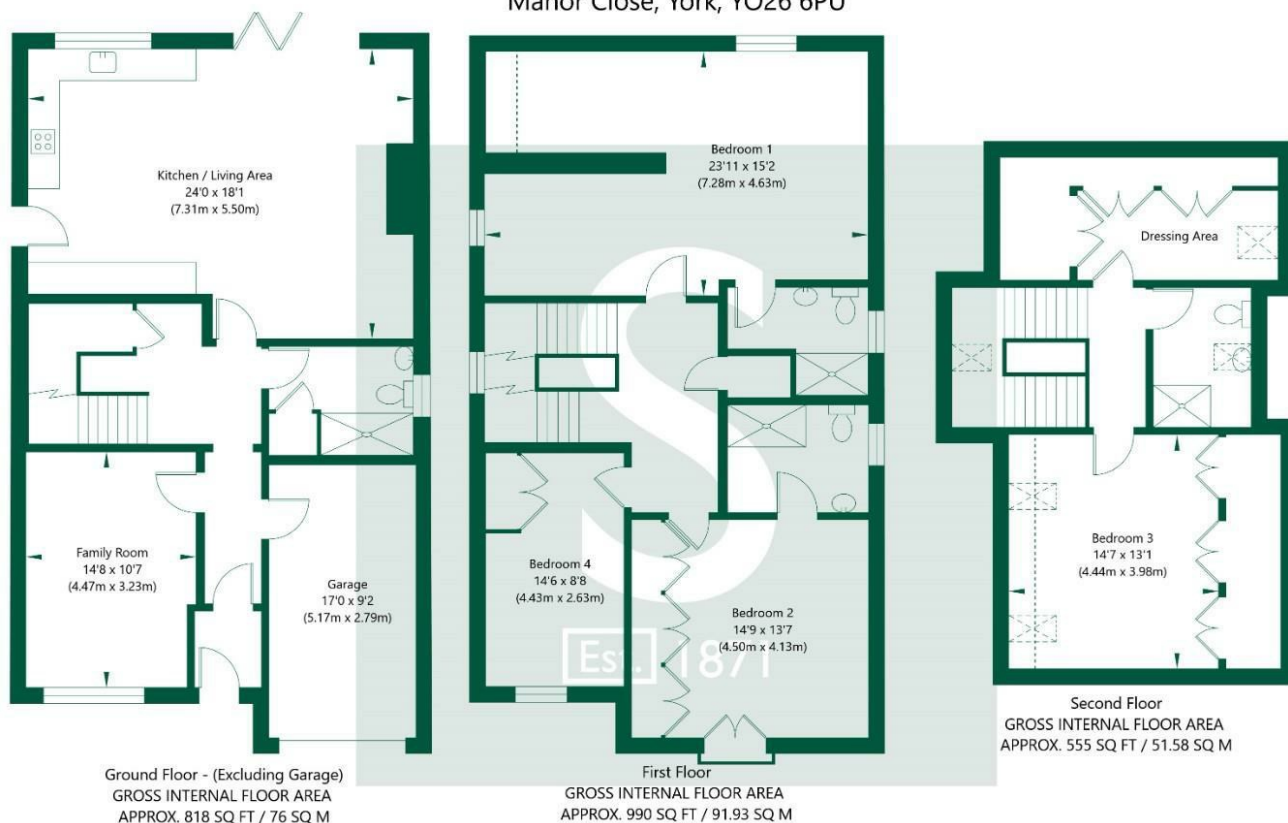 Manor Close, York, YO26 6PU
Kitchen / Living Area
24'0 x 18'1
(7.31m x 5.50m)
Family Room
14'8 x 10'7
(4.47m x 3.23m)
Garage
17'0 x 9'2
(5.17m x 2.79m)
Ground Floor - (Excluding Garage)
GROSS INTERNAL FLOOR AREA
APPROX. 818 SQ FT / 76 SQ M
Bedroom 1
23'11 x 15'2
(7.28m x 4.63m)
Bedroom 4
14'6 x 8'8
(4.43m x 2.63m)
Bedroom 2
14'9 x 13'7
(4.50m x 4.13m)
S
Est. 1871
First Floor
GROSS INTERNAL FLOOR AREA
APPROX. 990 SQ FT / 91.93 SQ M
Dressing Area
Bedroom 3
14'7 x 13'1
(4.44m x 3.98m)
Second Floor
GROSS INTERNAL FLOOR AREA
APPROX. 555 SQ FT / 51.58 SQ M